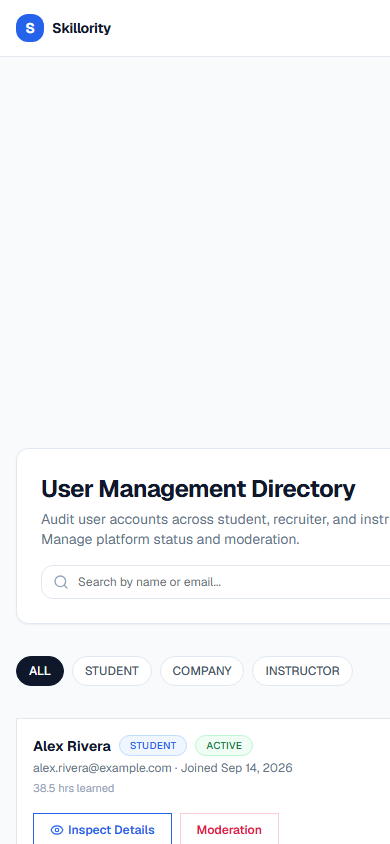 S Skillority
User Management Directory
Audit user accounts across student, recruiter, and instr
Manage platform status and moderation.
Search by name or email...
ALL STUDENT COMPANY INSTRUCTOR
Alex Rivera STUDENT ACTIVE
alex.rivera@example.com · Joined Sep 14, 2026
38.5 hrs learned
Inspect Details Moderation